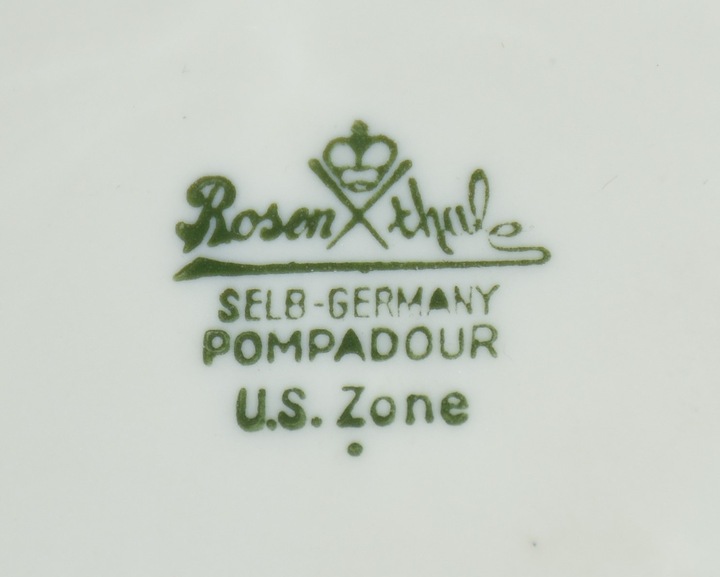 Rosenthal
SELB-GERMANY
POMPADOUR
U.S. Zone